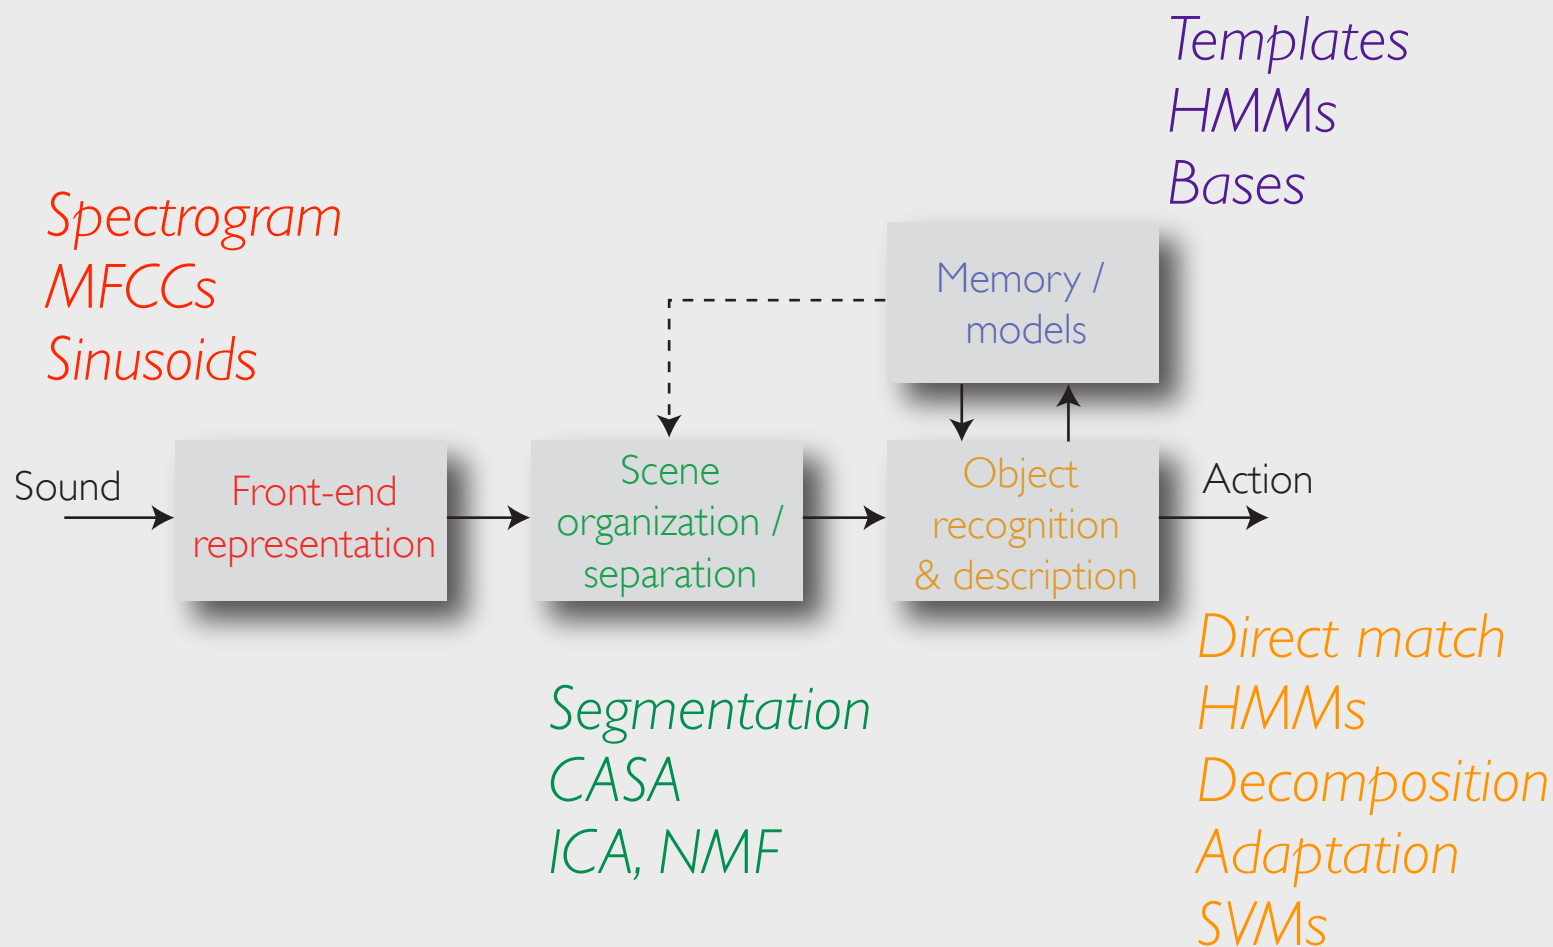 Templates
HMMs
Bases
Spectrogram
MFCCs
Sinusoids
Memory /
models
Sound
Front-end
representation
Scene
organization /
separation
Object
recognition
& description
Action
Segmentation
CASA
ICA, NMF
Direct match
HMMs
Decomposition
Adaptation
SVMs